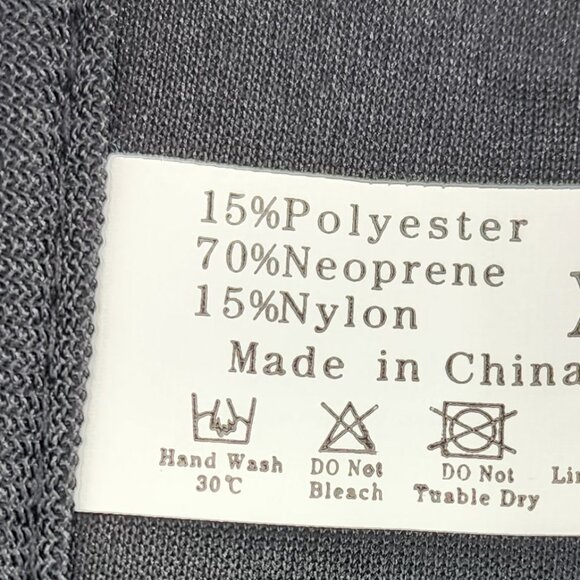 15%Polyester
70%Neoprene
15%Nylon
Made in China
Hand Wash
30℃
DO Not
Bleach
DO Not
Tuable Dry